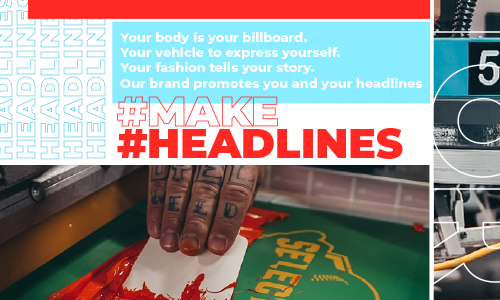 HEADLINES
HEADLINES
HEADLINES
HEADLINES
HEADLINES
Your body is your billboard.
Your vehicle to express yourself.
Your fashion tells your story.
Our brand promotes you and your headlines
#MAKE
#HEADLINES
5
SELEC